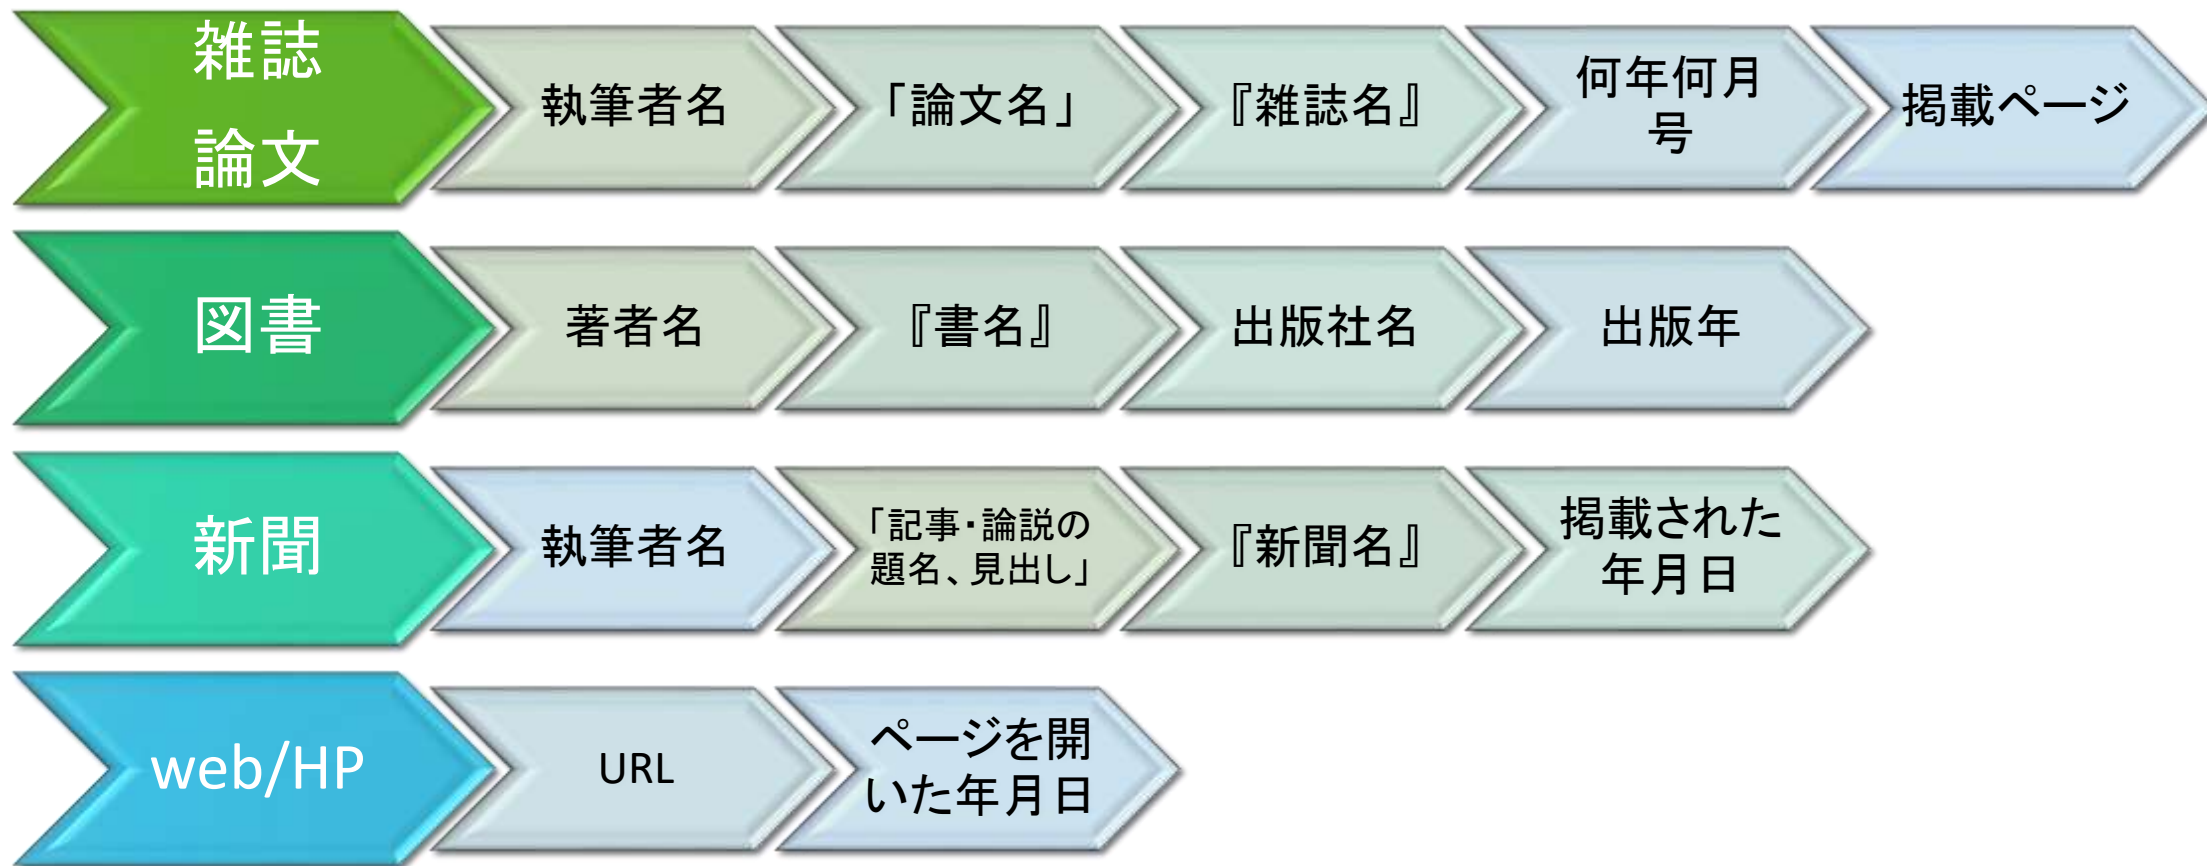 雑誌
論文
執筆者名
「論文名」
『雑誌名』
何年何月
号
掲載ページ
図書
著者名
『書名』
出版社名
出版年
新聞
執筆者名
「記事・論説の
題名、見出し」
『新聞名』
掲載された
年月日
web/HP
URL
ページを開
いた年月日